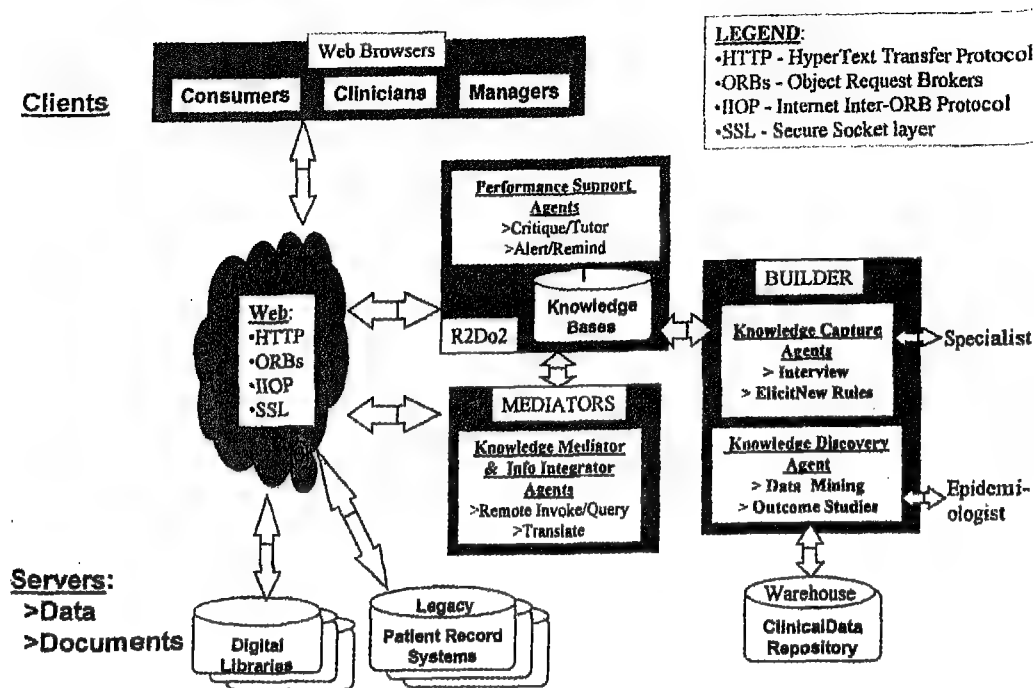 LEGEND:
•HTTP - HyperText Transfer Protocol
•ORBs - Object Request Brokers
•IIOP - Internet Inter-ORB Protocol
•SSL - Secure Socket layer
Clients
Web Browsers
Consumers
Clinicians
Managers
Performance Support
Agents
>Critique/Tutor
>Alert/Remind
Knowledge
Bases
R2Do2
Web:
•HTTP
•ORBs
•IIOP
•SSL
MEDIATORS
Knowledge Mediator
& Info Integrator
Agents
>Remote Invoke/Query
>Translate
BUILDER
Knowledge Capture
Agents
> Interview
> ElicitNew Rules
Specialist
Knowledge Discovery
Agent
> Data Mining
> Outcome Studies
Epidemi-
ologist
Warehouse
ClinicalData
Repository
Servers:
>Data
>Documents
Digital
Libraries
Legacy
Patient Record
Systems